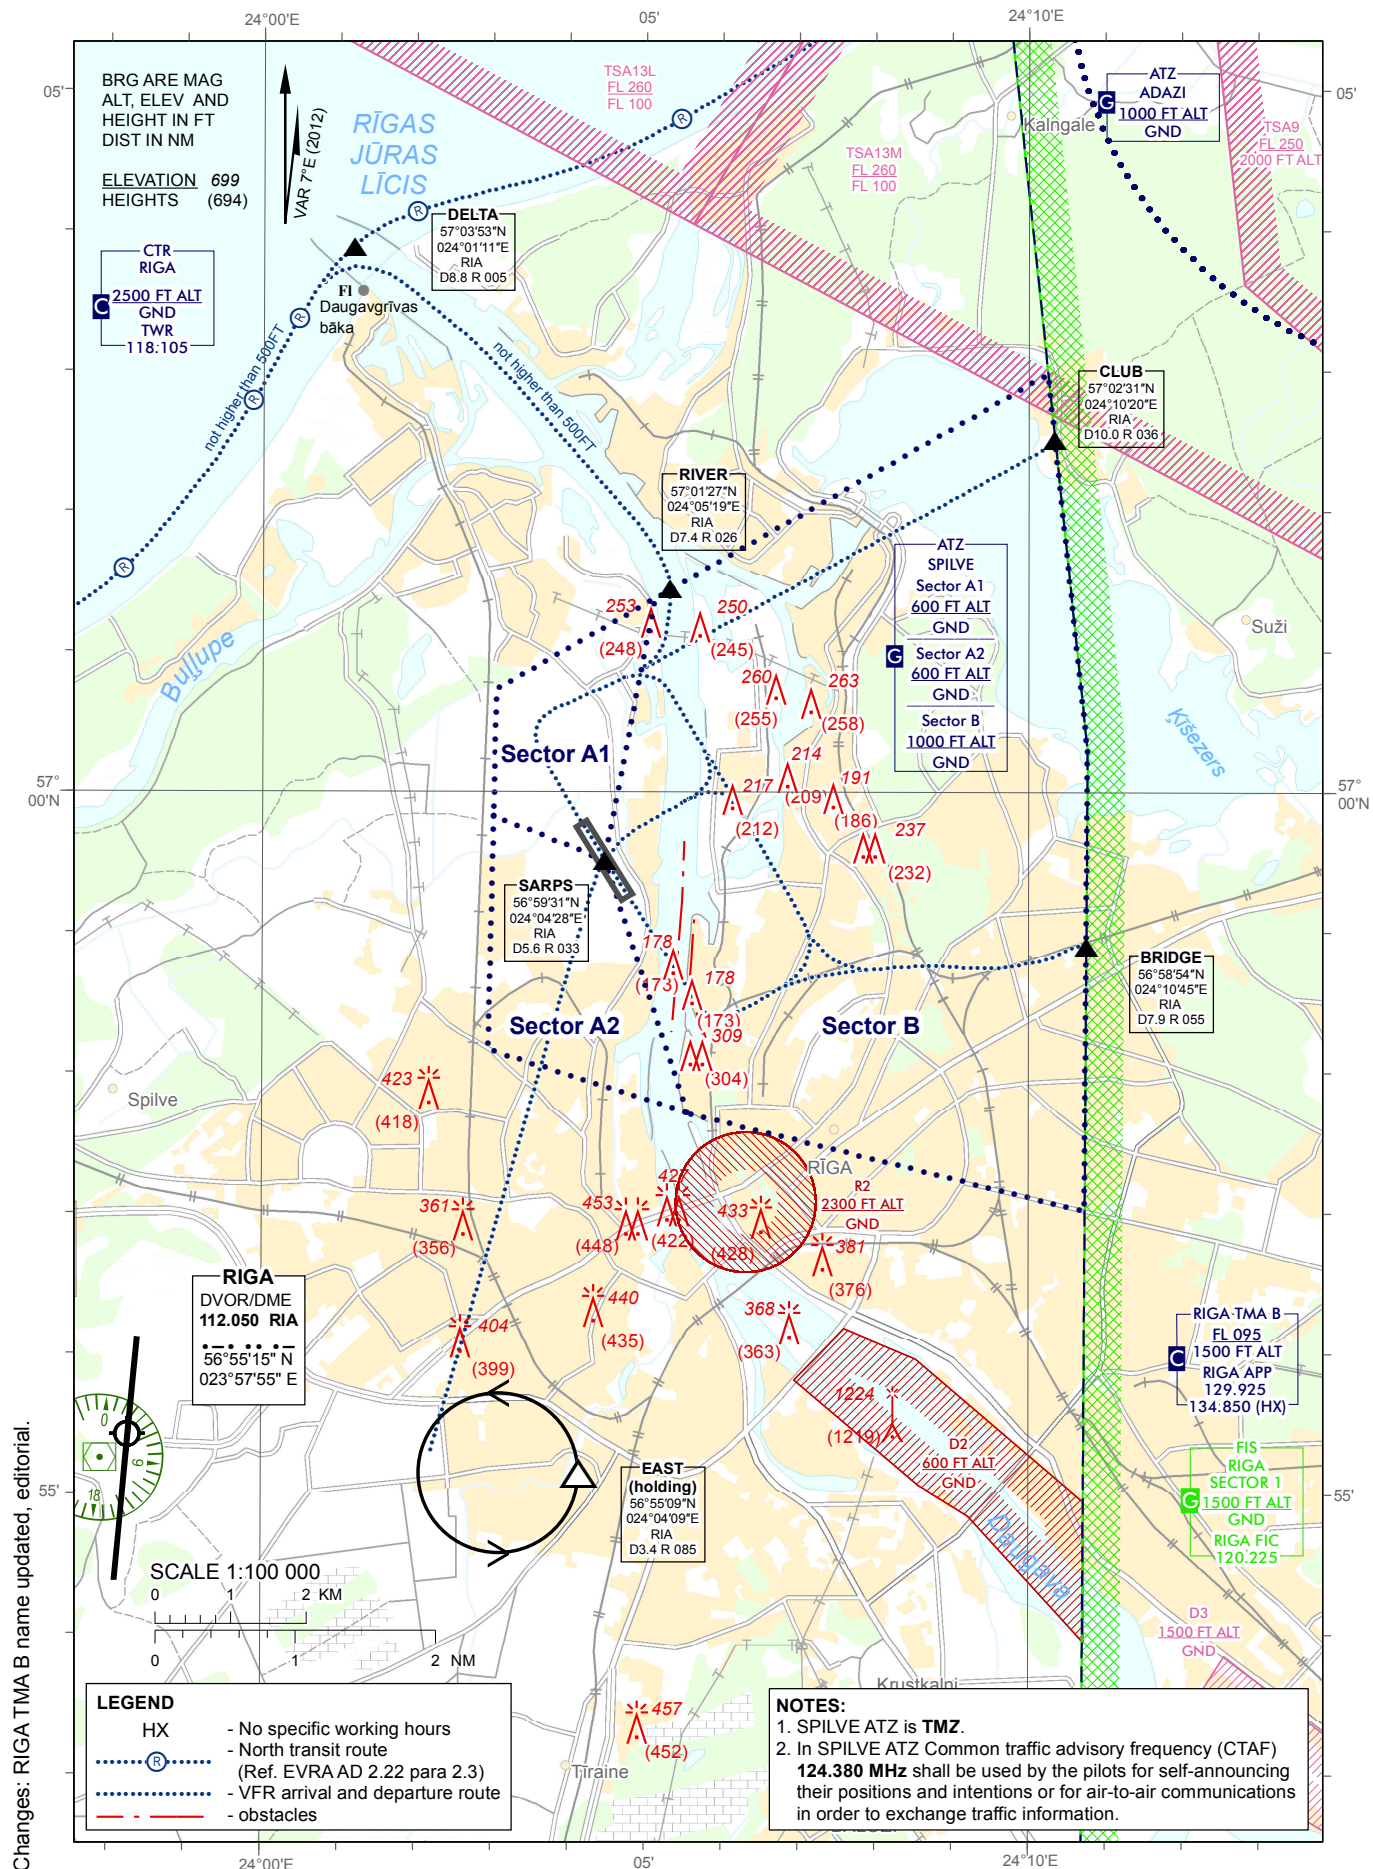 24°00'E
05'
24°10'E
05'
05'
BRG ARE MAG
ALT, ELEV AND
HEIGHT IN FT
DIST IN NM
ELEVATION 699
HEIGHTS (694)
VAR 7°E (2012)
RĪGAS
JŪRAS
LĪCIS
TSA13L
FL 260
FL 100
TSA13M
FL 260
FL 100
Kalngale
ATZ
ADAZI
G
1000 FT ALT
GND
TSA9
FL 250
2000 FT ALT
CTR
RIGA
C
2500 FT ALT
GND
TWR
118.105
R
R
R
R
R
DELTA
57°03'53"N
024°01'11"E
RIA
D8.8 R 005
Fl
Daugavgrīvas
bāka
not higher than 500FT
not higher than 500FT
CLUB
57°02'31"N
024°10'20"E
RIA
D10.0 R 036
RIVER
57°01'27"N
024°05'19"E
RIA
D7.4 R 026
ATZ
SPILVE
Sector A1
600 FT ALT
GND
G
Sector A2
600 FT ALT
GND
Sector B
1000 FT ALT
GND
Suži
Buļļupe
Ķīšezers
253
(248)
250
(245)
260
(255)
263
(258)
Sector A1
214
(209)
217
(212)
191
(186)
237
(232)
57°
00'N
57°
00'N
SARPS
56°59'31"N
024°04'28"E
RIA
D5.6 R 033
178
(173)
178
(173)
BRIDGE
56°58'54"N
024°10'45"E
RIA
D7.9 R 055
Sector A2
Sector B
309
(304)
423
(418)
Spilve
RĪGA
R2
2300 FT ALT
GND
361
(356)
453
(448)
427
(422)
433
(428)
381
(376)
RIGA
DVOR/DME
112.050 RIA
56°55'15" N
023°57'55" E
404
(399)
440
(435)
368
(363)
RIGA TMA B
FL 095
C
1500 FT ALT
RIGA APP
129.925
134.850 (HX)
1224
(1219)
D2
600 FT ALT
GND
0
9
18
EAST
(holding)
56°55'09"N
024°04'09"E
RIA
D3.4 R 085
FIS
RIGA
SECTOR 1
G
1500 FT ALT
GND
RIGA FIC
120.225
55'
55'
Daugava
SCALE 1:100 000
0 1 2 KM
0 1 2 NM
D3
1500 FT ALT
GND
Krustkalni
457
(452)
Tīraine
LEGEND
HX - No specific working hours
R - North transit route
(Ref. EVRA AD 2.22 para 2.3)
- VFR arrival and departure route
- obstacles
NOTES:
1. SPILVE ATZ is TMZ.
2. In SPILVE ATZ Common traffic advisory frequency (CTAF)
124.380 MHz shall be used by the pilots for self-announcing
their positions and intentions or for air-to-air communications
in order to exchange traffic information.
24°00'E
05'
24°10'E
Changes: RIGA TMA B name updated, editorial.